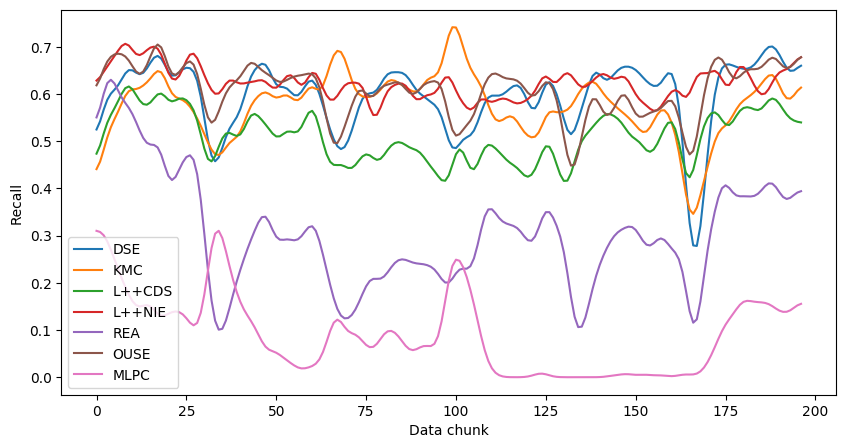 Recall
0.7
0.6
0.5
0.4
0.3
0.2
0.1
0.0
DSE
KMC
L++CDS
L++NIE
REA
OUSE
MLPC
0 25 50 75 100 125 150 175 200
Data chunk